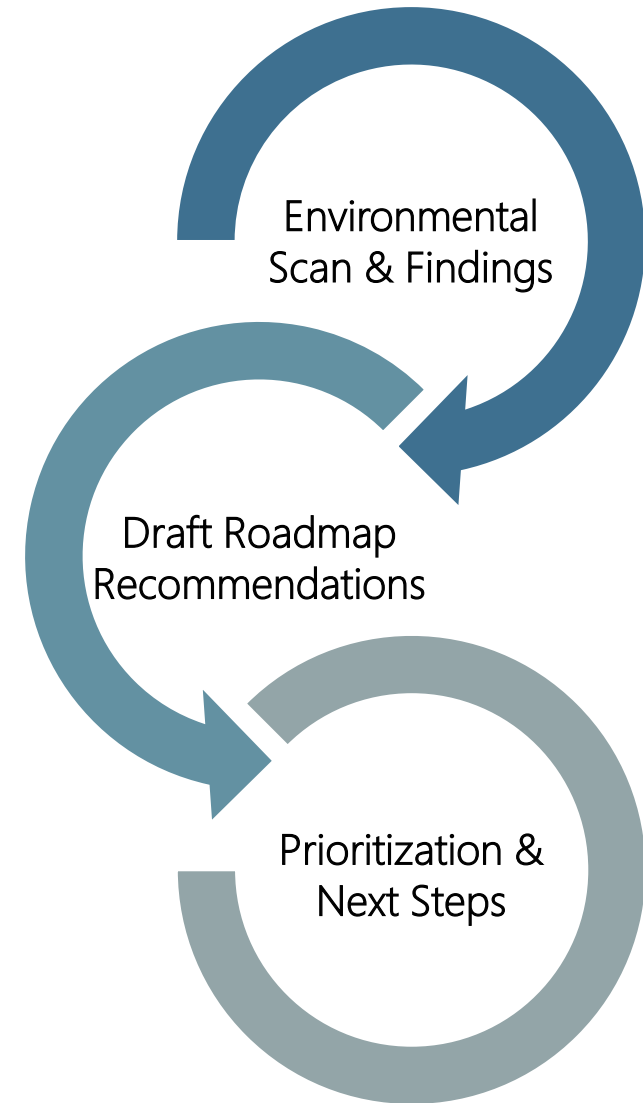 Environmental
Scan & Findings
Draft Roadmap
Recommendations
Prioritization &
Next Steps